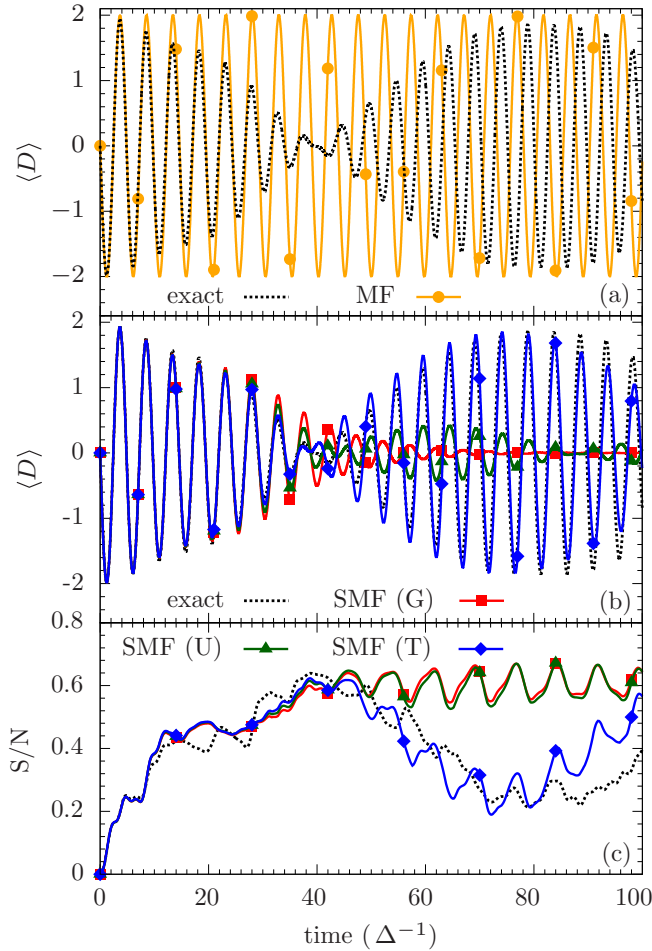 2
1
0
−1
−2
⟨D⟩
exact MF (a)
2
1
0
-1
-2
⟨D⟩
exact SMF (G) (b)
0.8
0.6
0.4
0.2
0
S/N
SMF (U) SMF (T)
(c)
0 20 40 60 80 100
time (Δ⁻¹)